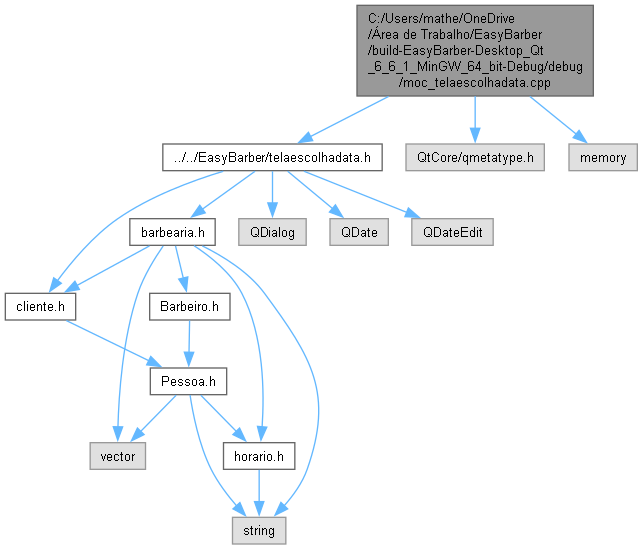 C:/Users/mathe/OneDrive
/Área de Trabalho/EasyBarber
/build-EasyBarber-Desktop_Qt
_6_6_1_MinGW_64_bit-Debug/debug
/moc_telaescolhadata.cpp
../../EasyBarber/telaescolhadata.h
QtCore/qmetatype.h
memory
barbearia.h
QDialog
QDate
QDateEdit
cliente.h
Barbeiro.h
Pessoa.h
vector
horario.h
string